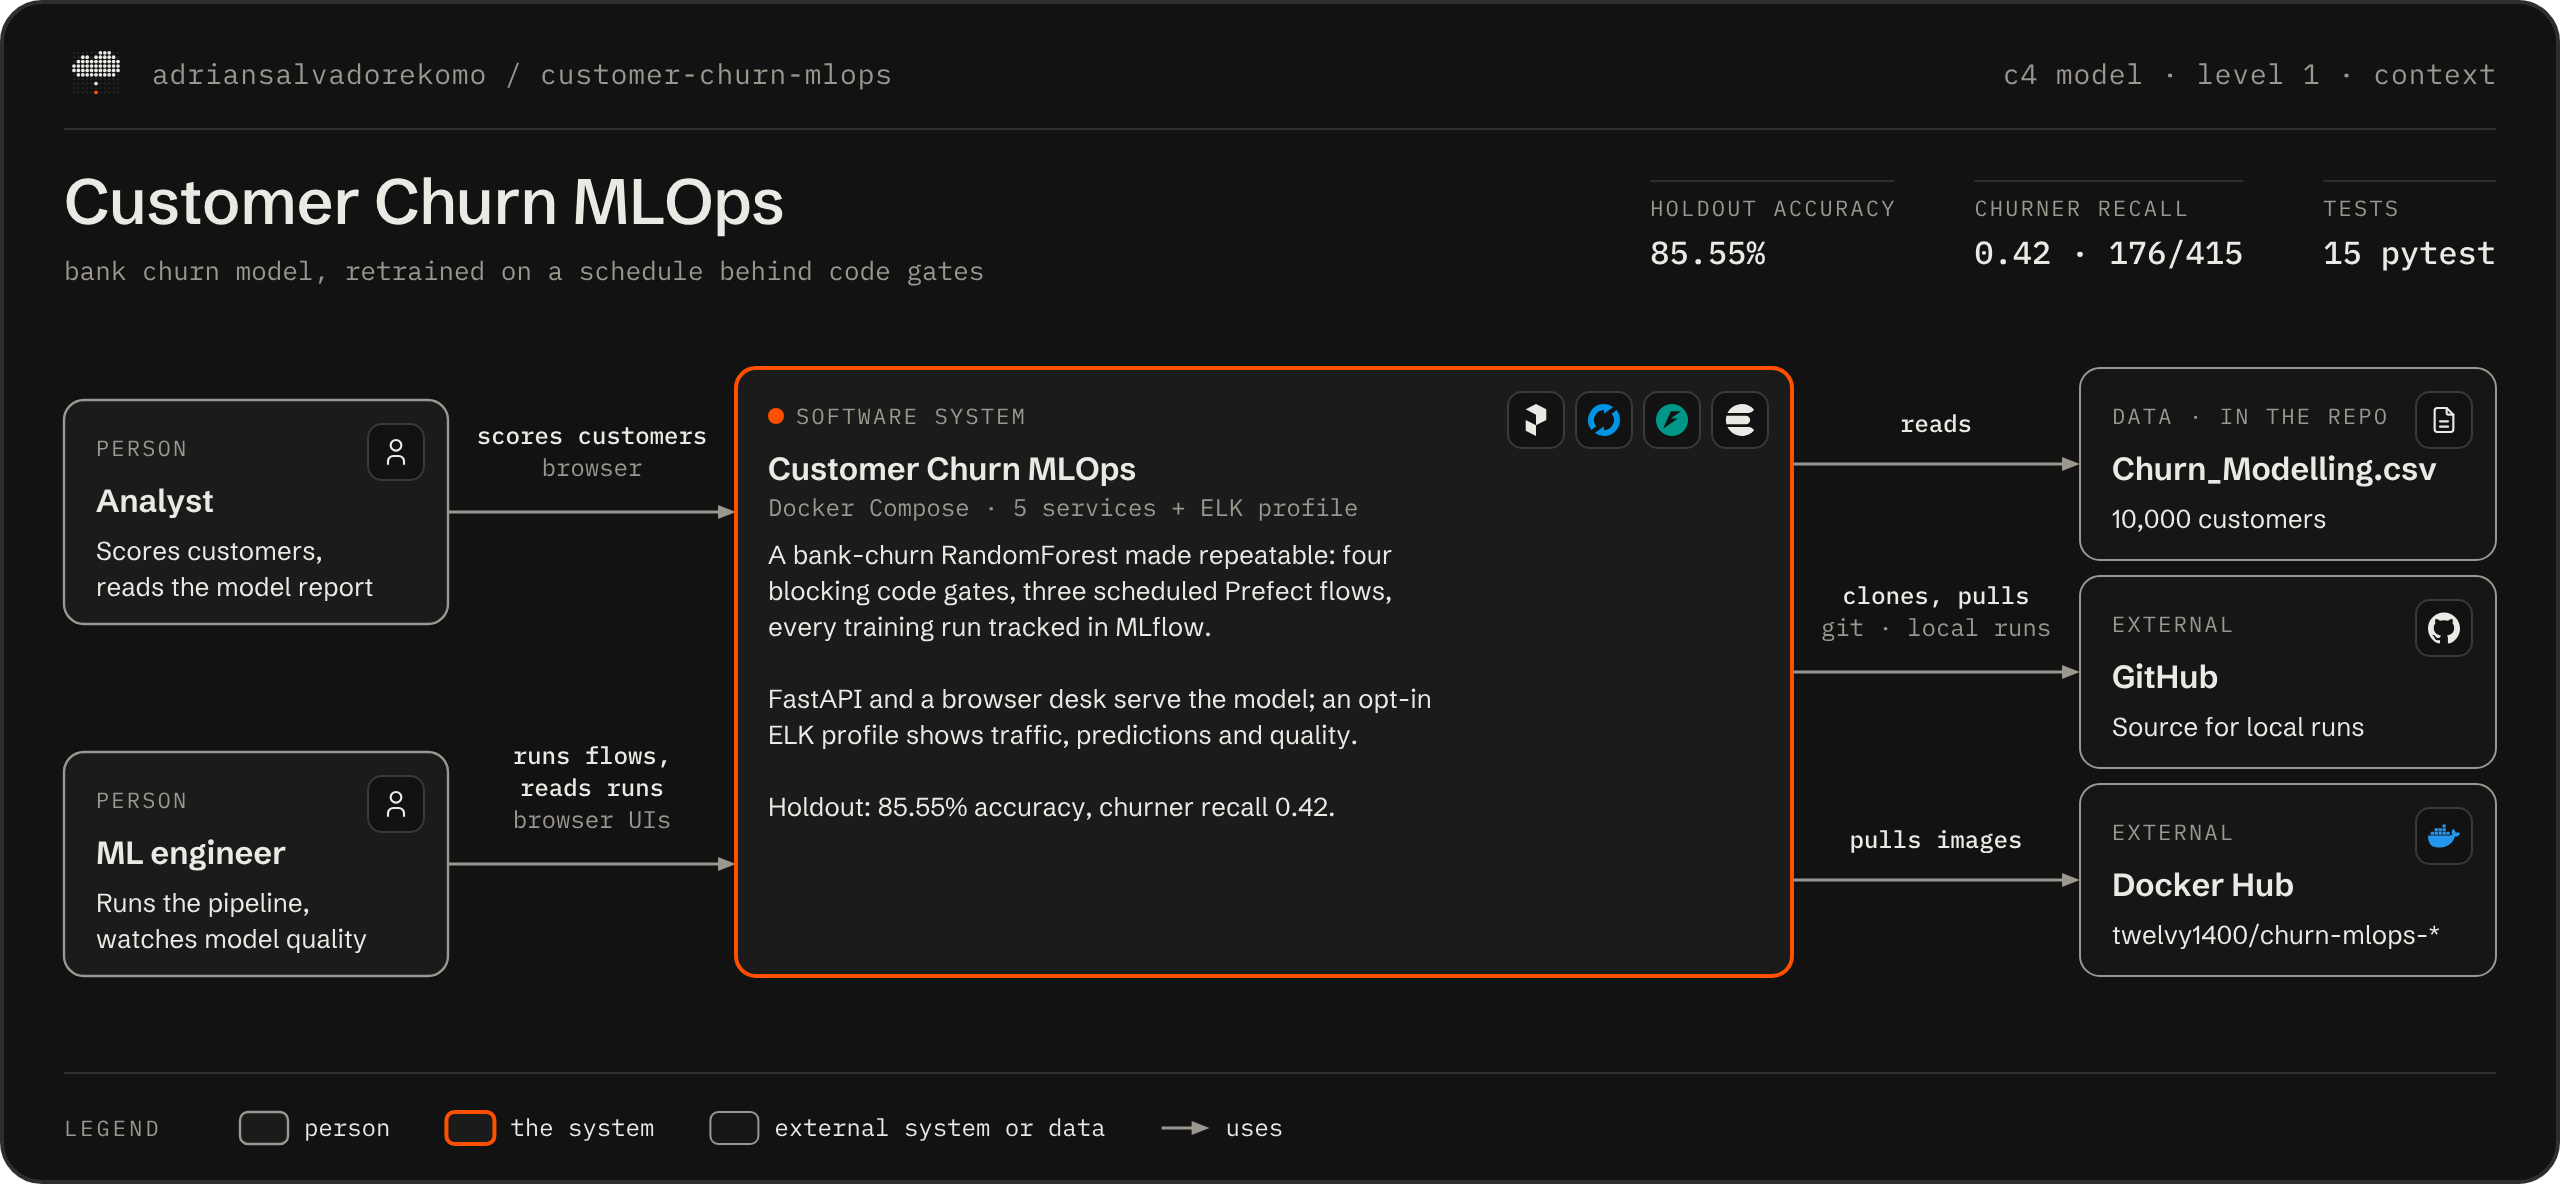 adriansalvadorekomo / customer-churn-mlops
c4 model · level 1 · context
Customer Churn MLOps
bank churn model, retrained on a schedule behind code gates
HOLDOUT ACCURACY
85.55%
CHURNER RECALL
0.42 · 176/415
TESTS
15 pytest
PERSON
Analyst
Scores customers,
reads the model report
scores customers
browser
PERSON
ML engineer
Runs the pipeline,
watches model quality
runs flows,
reads runs
browser UIs
SOFTWARE SYSTEM
Customer Churn MLOps
Docker Compose · 5 services + ELK profile
A bank-churn RandomForest made repeatable: four
blocking code gates, three scheduled Prefect flows,
every training run tracked in MLflow.
FastAPI and a browser desk serve the model; an opt-in
ELK profile shows traffic, predictions and quality.
Holdout: 85.55% accuracy, churner recall 0.42.
reads
DATA · IN THE REPO
Churn_Modelling.csv
10,000 customers
clones, pulls
git · local runs
EXTERNAL
GitHub
Source for local runs
pulls images
EXTERNAL
Docker Hub
twelvy1400/churn-mlops-*
LEGEND
person
the system
external system or data
uses